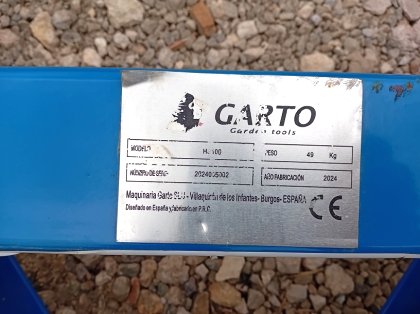 GARTO
Garden tools
MODELO
PESO 49 Kg
NÚMERO DE SERIE
AÑO FABRICACIÓN 2024
Maquinaria Garto SLU - Villaquirán de los Infantes- Burgos- ESPAÑA
Diseñado en España y fabricado en P.R.C.
CE